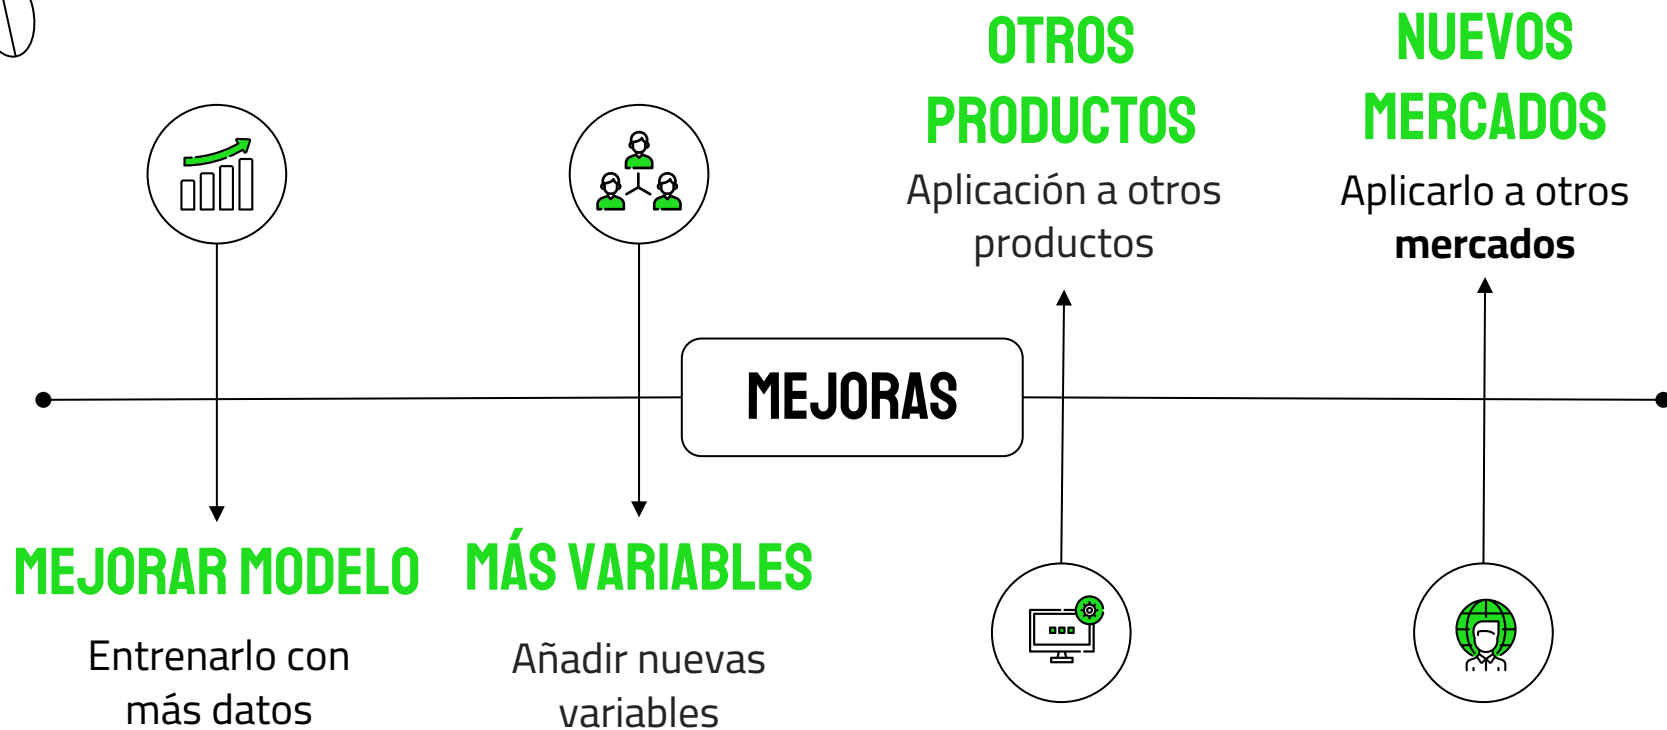 OTROS
PRODUCTOS
Aplicación a otros
productos
NUEVOS
MERCADOS
Aplicarlo a otros
mercados
MEJORAS
MEJORAR MODELO
Entrenarlo con
más datos
MÁS VARIABLES
Añadir nuevas
variables